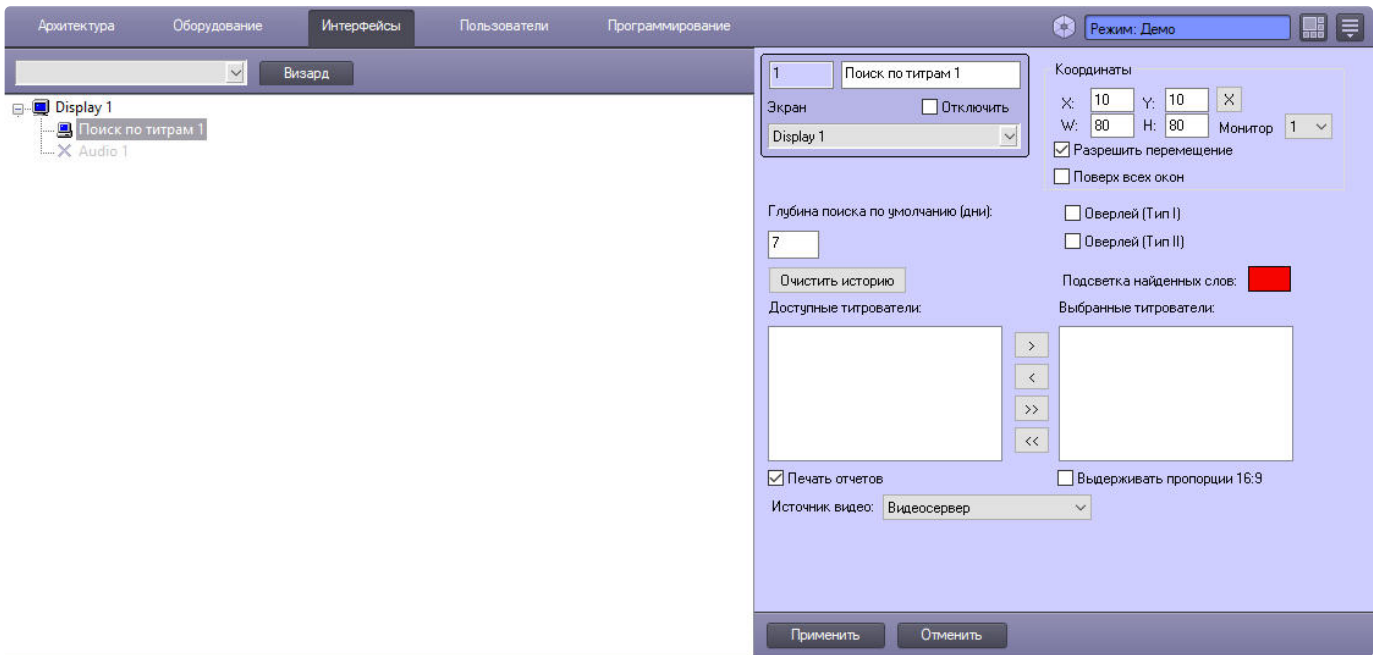 Архитектура Оборудование Интерфейсы Пользователи Программирование Режим: Демо
Визард
Display 1
Поиск по титрам 1
Audio 1
1 Поиск по титрам 1
Экран Отключить
Display 1
Координаты
X: 10 Y: 10 X
W: 80 H: 80 Монитор 1
Разрешить перемещение
Поверх всех окон
Глубина поиска по умолчанию (дни): Оверлей (Тип I)
7 Оверлей (Тип II)
Очистить историю Подсветка найденных слов:
Доступные титрователи: Выбранные титрователи:
>
<
>>
<<
Печать отчетов Выдерживать пропорции 16:9
Источник видео: Видеосервер
Применить Отменить